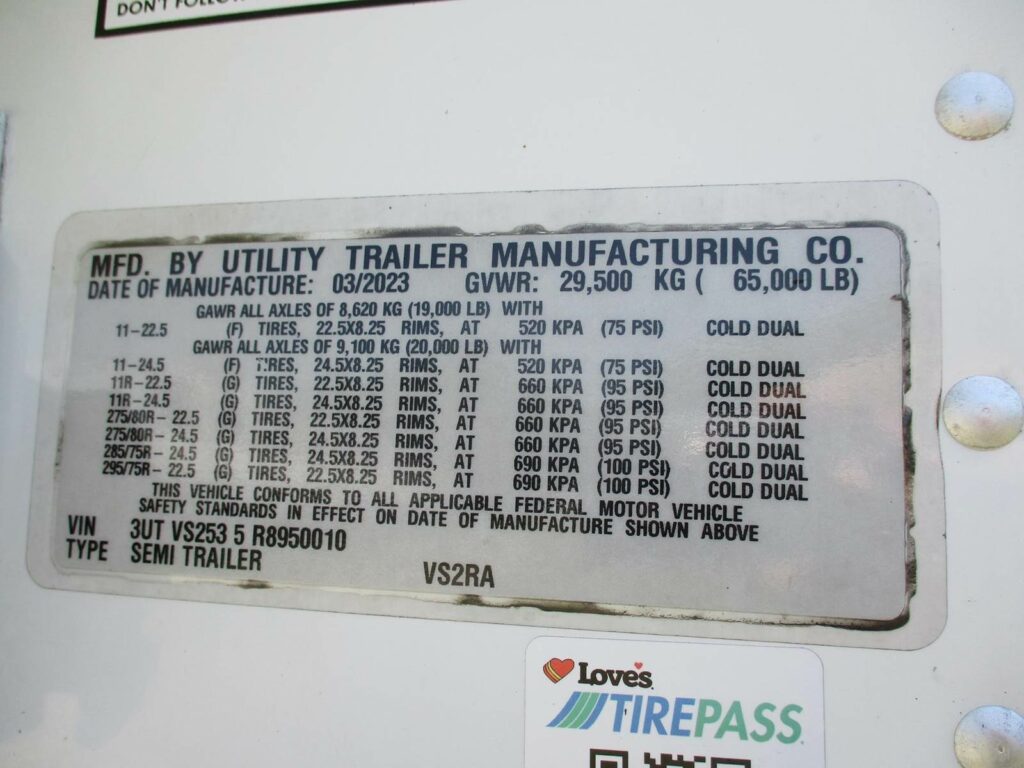 DON'T FOLLOW
MFD. BY UTILITY TRAILER MANUFACTURING CO.
DATE OF MANUFACTURE: 03/2023 GVWR: 29,500 KG ( 65,000 LB)
GAWR ALL AXLES OF 8,620 KG (19,000 LB) WITH
11-22.5 (F) TIRES, 22.5X8.25 RIMS, AT 520 KPA (75 PSI) COLD DUAL
GAWR ALL AXLES OF 9,100 KG (20,000 LB) WITH
11-24.5 (F) TIRES, 24.5X8.25 RIMS, AT 520 KPA (75 PSI) COLD DUAL
11R-22.5 (G) TIRES, 22.5X8.25 RIMS, AT 660 KPA (95 PSI) COLD DUAL
11R-24.5 (G) TIRES, 24.5X8.25 RIMS, AT 660 KPA (95 PSI) COLD DUAL
275/80R-22.5 (G) TIRES, 22.5X8.25 RIMS, AT 660 KPA (95 PSI) COLD DUAL
275/80R-24.5 (G) TIRES, 24.5X8.25 RIMS, AT 660 KPA (95 PSI) COLD DUAL
285/75R-24.5 (G) TIRES, 24.5X8.25 RIMS, AT 690 KPA (100 PSI) COLD DUAL
295/75R-22.5 (G) TIRES, 22.5X8.25 RIMS, AT 690 KPA (100 PSI) COLD DUAL
THIS VEHICLE CONFORMS TO ALL APPLICABLE FEDERAL MOTOR VEHICLE
SAFETY STANDARDS IN EFFECT ON DATE OF MANUFACTURE SHOWN ABOVE
VIN 3UT VS253 5 R8950010
TYPE SEMI TRAILER
VS2RA
Love's
TIREPASS